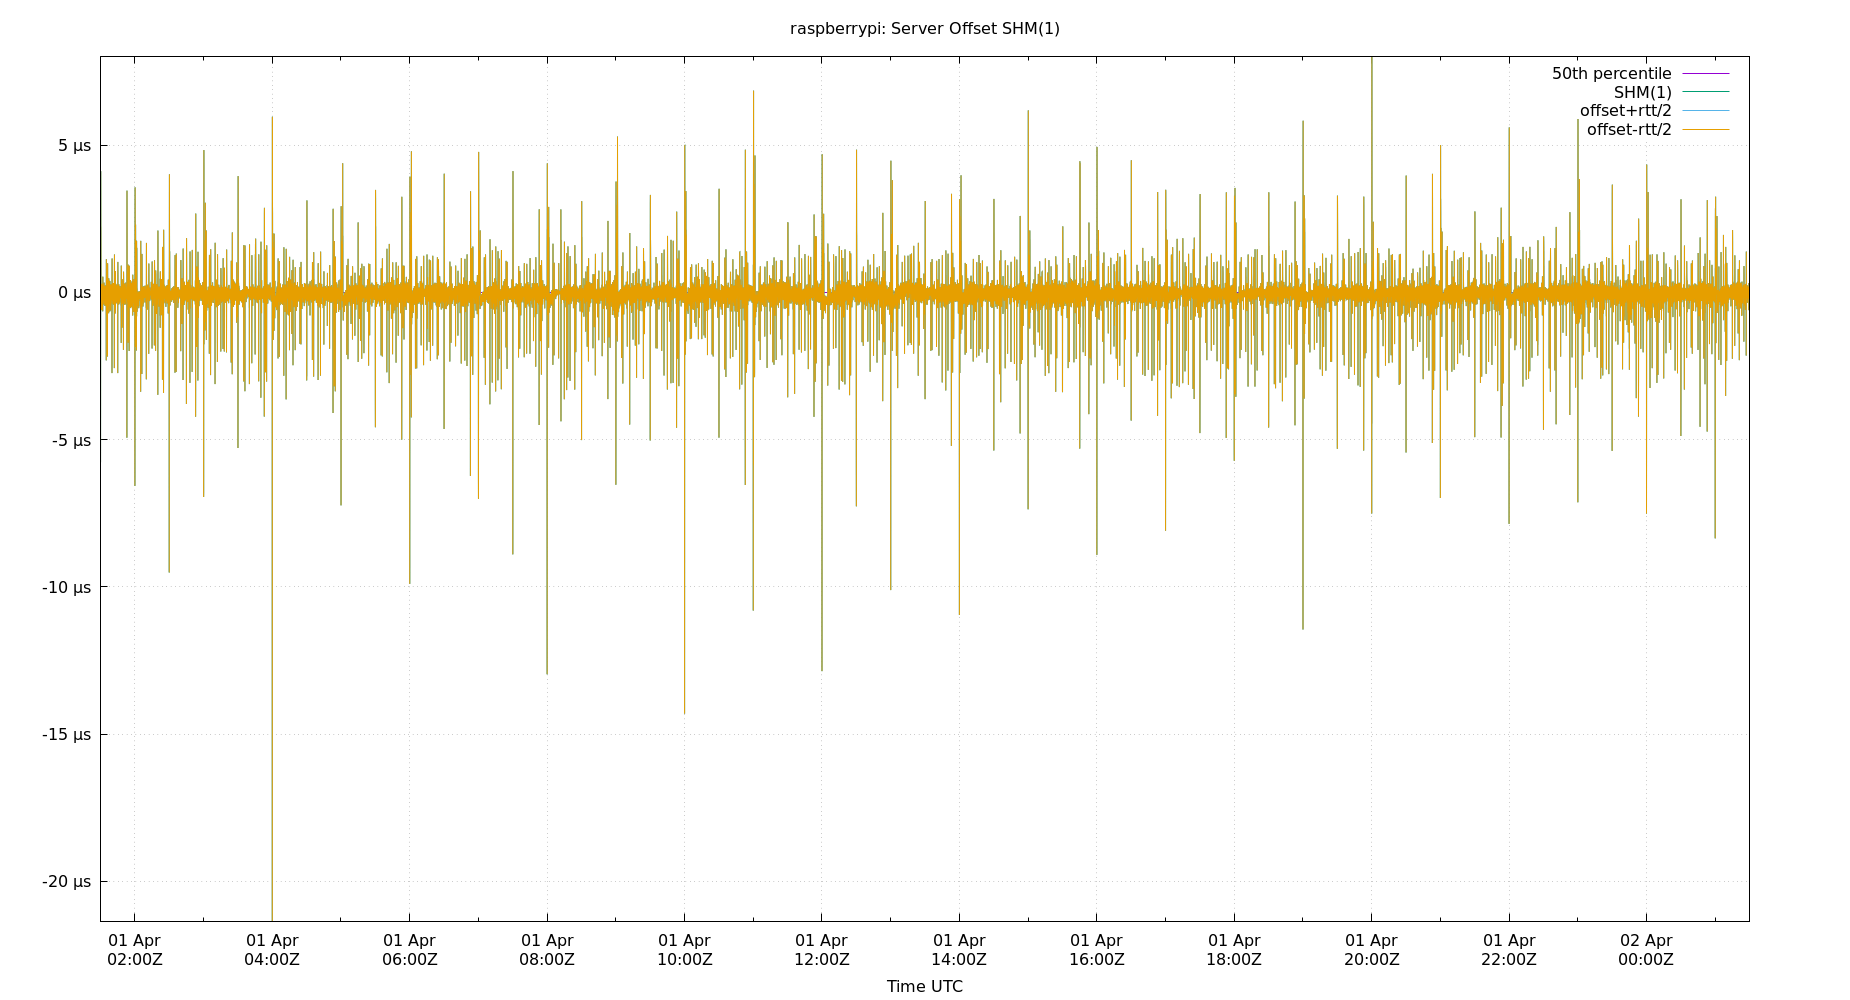 raspberrypi: Server Offset SHM(1)
50th percentile
SHM(1)
offset+rtt/2
offset-rtt/2
5 µs
0 µs
-5 µs
-10 µs
-15 µs
-20 µs
01 Apr 01 Apr 01 Apr 01 Apr 01 Apr 01 Apr 01 Apr 01 Apr 01 Apr 01 Apr 01 Apr 02 Apr
02:00Z 04:00Z 06:00Z 08:00Z 10:00Z 12:00Z 14:00Z 16:00Z 18:00Z 20:00Z 22:00Z 00:00Z
Time UTC